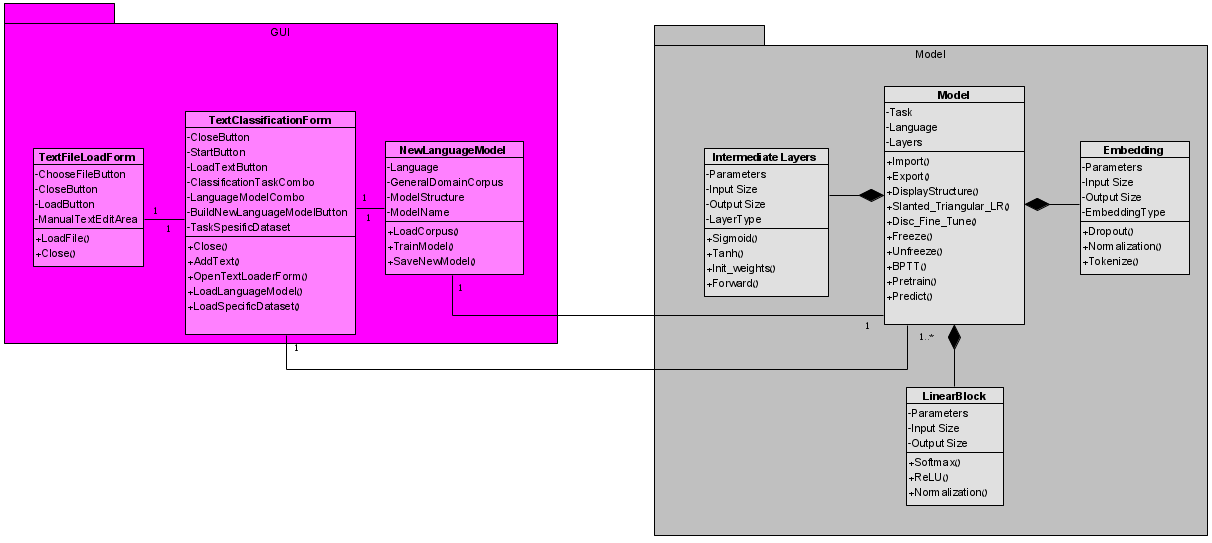 GUI
TextFileLoadForm
-ChooseFileButton
-CloseButton
-LoadButton
-ManualTextEditArea
+LoadFile()
+Close()
1
1
TextClassificationForm
-CloseButton
-StartButton
-LoadTextButton
-ClassificationTaskCombo
-LanguageModelCombo
-BuildNewLanguageModelButton
-TaskSpesificDataset
+Close()
+AddText()
+OpenTextLoaderForm()
+LoadLanguageModel()
+LoadSpecificDataset()
1
1
NewLanguageModel
-Language
-GeneralDomainCorpus
-ModelStructure
-ModelName
+LoadCorpus()
+TrainModel()
+SaveNewModel()
1
1
1
1..*
Model
Intermediate Layers
-Parameters
-Input Size
-Output Size
-LayerType
+Sigmoid()
+Tanh()
+Init_weights()
+Forward()
Model
-Task
-Language
-Layers
+Import()
+Export()
+DisplayStructure()
+Slanted_Triangular_LR()
+Disc_Fine_Tune()
+Freeze()
+Unfreeze()
+BPTT()
+Pretrain()
+Predict()
Embedding
-Parameters
-Input Size
-Output Size
-EmbeddingType
+Dropout()
+Normalization()
+Tokenize()
LinearBlock
-Parameters
-Input Size
-Output Size
+Softmax()
+ReLU()
+Normalization()